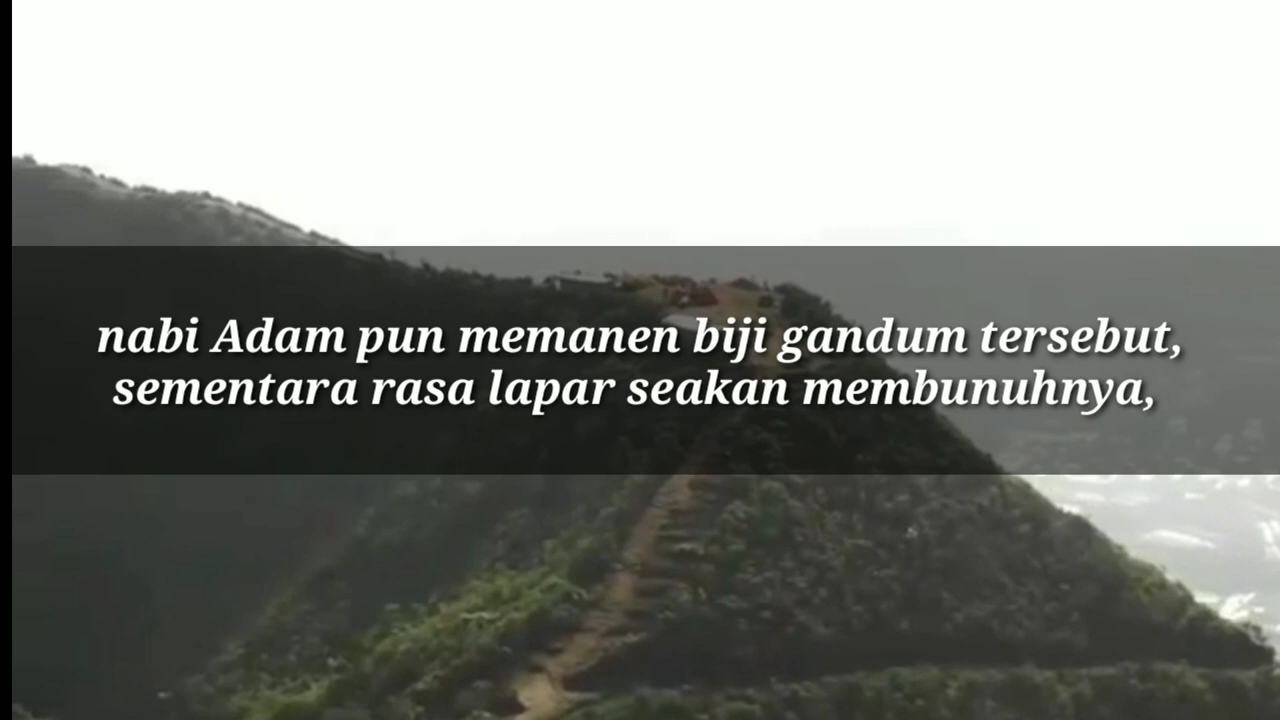 nabi Adam pun memanen biji gandum tersebut,
sementara rasa lapar seakan membunuhnya,